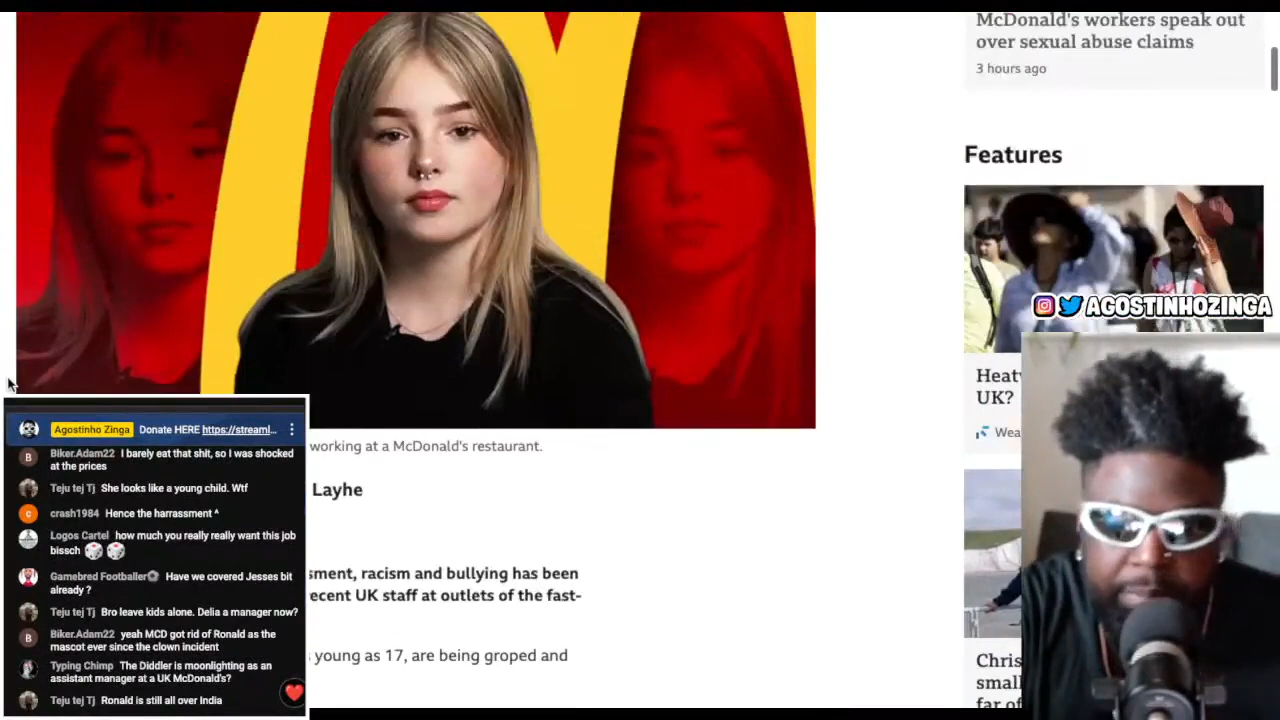 McDonald's workers speak out
over sexual abuse claims
3 hours ago
Features
AGOSTINHOZINGA
UK?
Wea
Chris
small
far of
working at a McDonald's restaurant.
Layhe
sment, racism and bullying has been
ecent UK staff at outlets of the fast-
young as 17, are being groped and
Agostinho Zinga Donate HERE https://streaml...
B Biker.Adam22 I barely eat that shit, so I was shocked
at the prices
Teju tej Tj She looks like a young child. Wtf
c crash1984 Hence the harrassment ^
Logos Cartel how much you really really want this job
bissch
Gamebred Footballer Have we covered Jesses bit
already ?
Teju tej Tj Bro leave kids alone. Delia a manager now?
B Biker.Adam22 yeah MCD got rid of Ronald as the
mascot ever since the clown incident
Typing Chimp The Diddler is moonlighting as an
assistant manager at a UK McDonald's?
Teju tej Tj Ronald is still all over India